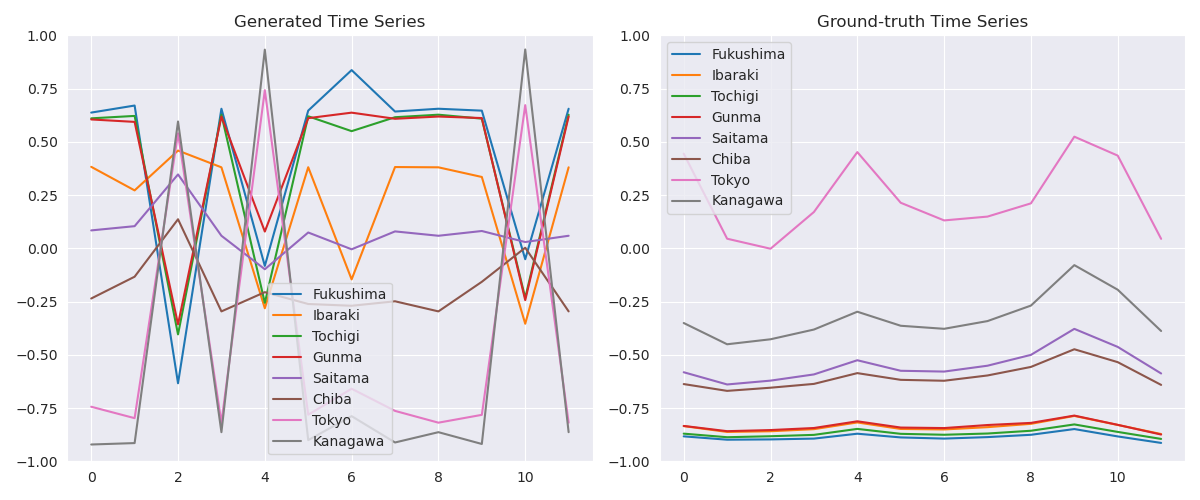 Generated Time Series
1.00
0.75
0.50
0.25
0.00
−0.25
−0.50
−0.75
−1.00
0 2 4 6 8 10
Fukushima
Ibaraki
Tochigi
Gunma
Saitama
Chiba
Tokyo
Kanagawa
Ground-truth Time Series
1.00
0.75
0.50
0.25
0.00
−0.25
−0.50
−0.75
−1.00
0 2 4 6 8 10
Fukushima
Ibaraki
Tochigi
Gunma
Saitama
Chiba
Tokyo
Kanagawa